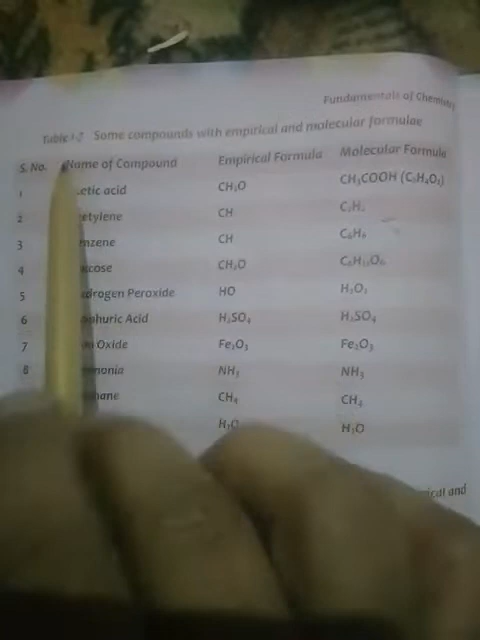 Fundamentals of Chemistry
Table 1.2 Some compounds with empirical and molecular formulae
S. No. Name of Compound Empirical Formula Molecular Formula
1 etic acid CH₂O CH₃COOH (C₂H₄O₂)
2 etylene CH C₂H₂
3 nzene CH C₆H₆
4 cose CH₂O C₆H₁₂O₆
5 drogen Peroxide HO H₂O₂
6 phuric Acid H₂SO₄ H₂SO₄
7 Oxide Fe₂O₃ Fe₂O₃
8 monia NH₃ NH₃
hane CH₄ CH₄
H₂O H₂O
and